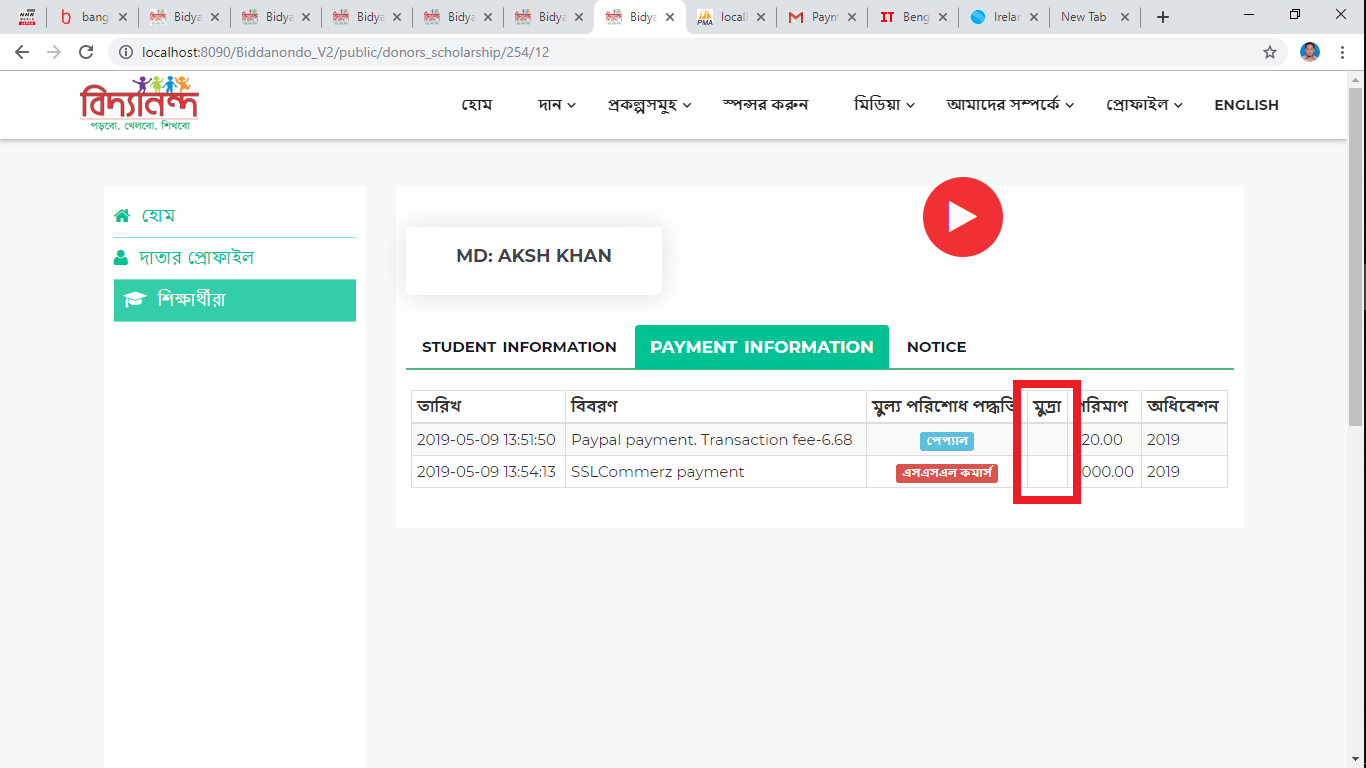 bang
Bidya
Bidya
Bidya
Bidya
Bidya
Bidya
local
Paym
IT Beng
Irelar
New Tab
localhost:8090/Biddanondo_V2/public/donors_scholarship/254/12
বিদ্যানন্দ
পড়বো, খেলবো, শিখবো
হোম দান প্রকল্পসমুহ স্পন্সর করুন মিডিয়া আমাদের সম্পর্কে প্রোফাইল ENGLISH
হোম
দাতার প্রোফাইল
শিক্ষার্থীরা
MD: AKSH KHAN
STUDENT INFORMATION PAYMENT INFORMATION NOTICE
তারিখ বিবরণ মুল্য পরিশোধ পদ্ধতি মুদ্রা পরিমাণ অধিবেশন
2019-05-09 13:51:50 Paypal payment. Transaction fee-6.68 পেপ্যাল 20.00 2019
2019-05-09 13:54:13 SSLCommerz payment এসএসএল কমার্স 000.00 2019